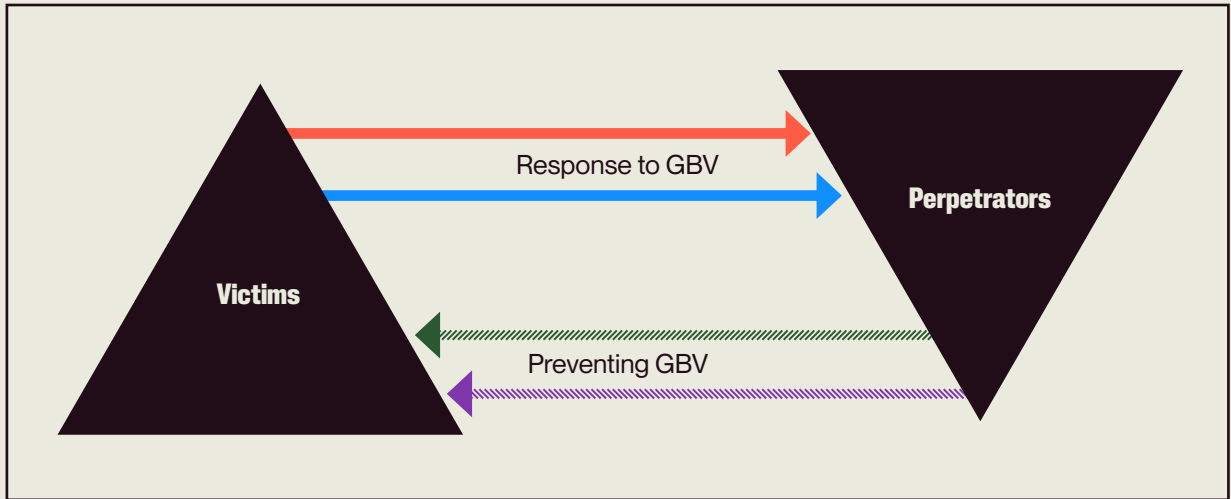 Response to GBV
Perpetrators
Victims
Preventing GBV